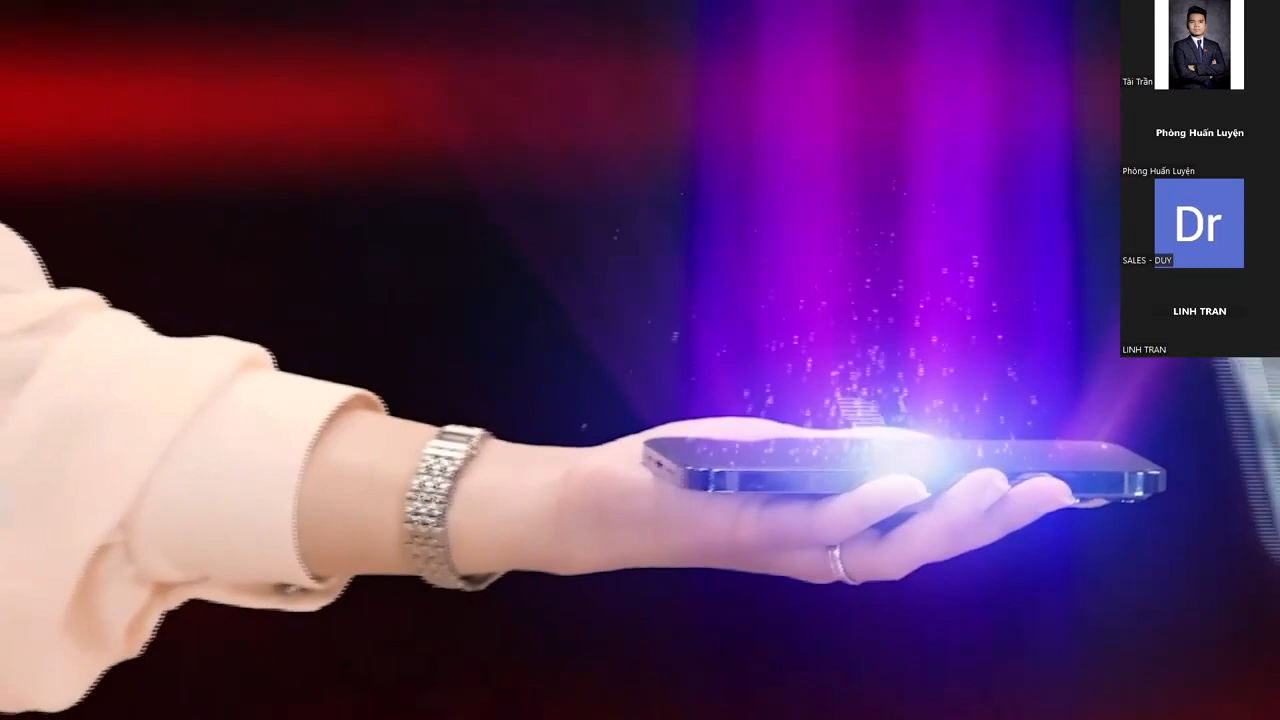 Tài Trần
Phòng Huấn Luyện
Phòng Huấn Luyện
Dr
SALES - DUY
LINH TRAN
LINH TRAN